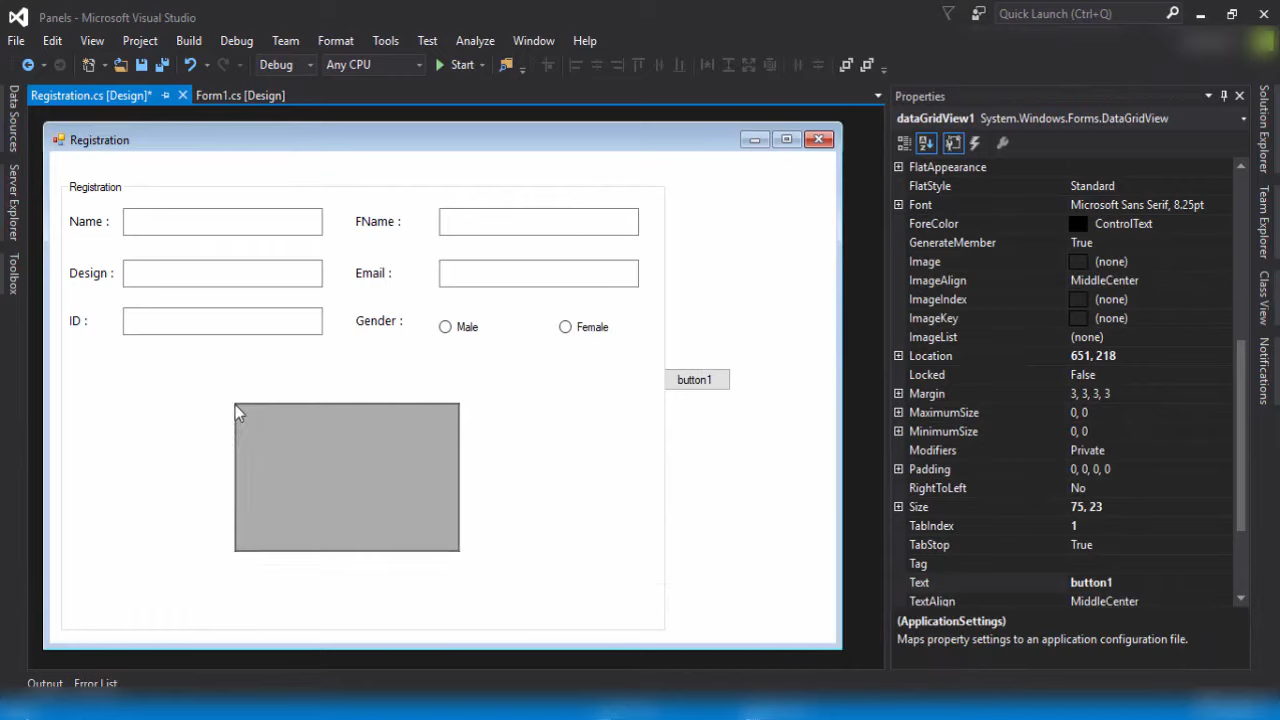 Panels - Microsoft Visual Studio
Quick Launch (Ctrl+Q)
File Edit View Project Build Debug Team Format Tools Test Analyze Window Help
Debug Any CPU Start
Data Sources
Server Explorer
Toolbox
Registration.cs [Design]* Form1.cs [Design]
Registration
Registration
Name : FName :
Design : Email :
ID : Gender : Male Female
button1
Properties
dataGridView1 System.Windows.Forms.DataGridView
FlatAppearance
FlatStyle Standard
Font Microsoft Sans Serif, 8.25pt
ForeColor ControlText
GenerateMember True
Image (none)
ImageAlign MiddleCenter
ImageIndex (none)
ImageKey (none)
ImageList (none)
Location 651, 218
Locked False
Margin 3, 3, 3, 3
MaximumSize 0, 0
MinimumSize 0, 0
Modifiers Private
Padding 0, 0, 0, 0
RightToLeft No
Size 75, 23
TabIndex 1
TabStop True
Tag
Text button1
TextAlign MiddleCenter
(ApplicationSettings)
Maps property settings to an application configuration file.
Solution Explorer
Team Explorer
Class View
Notifications
Output Error List